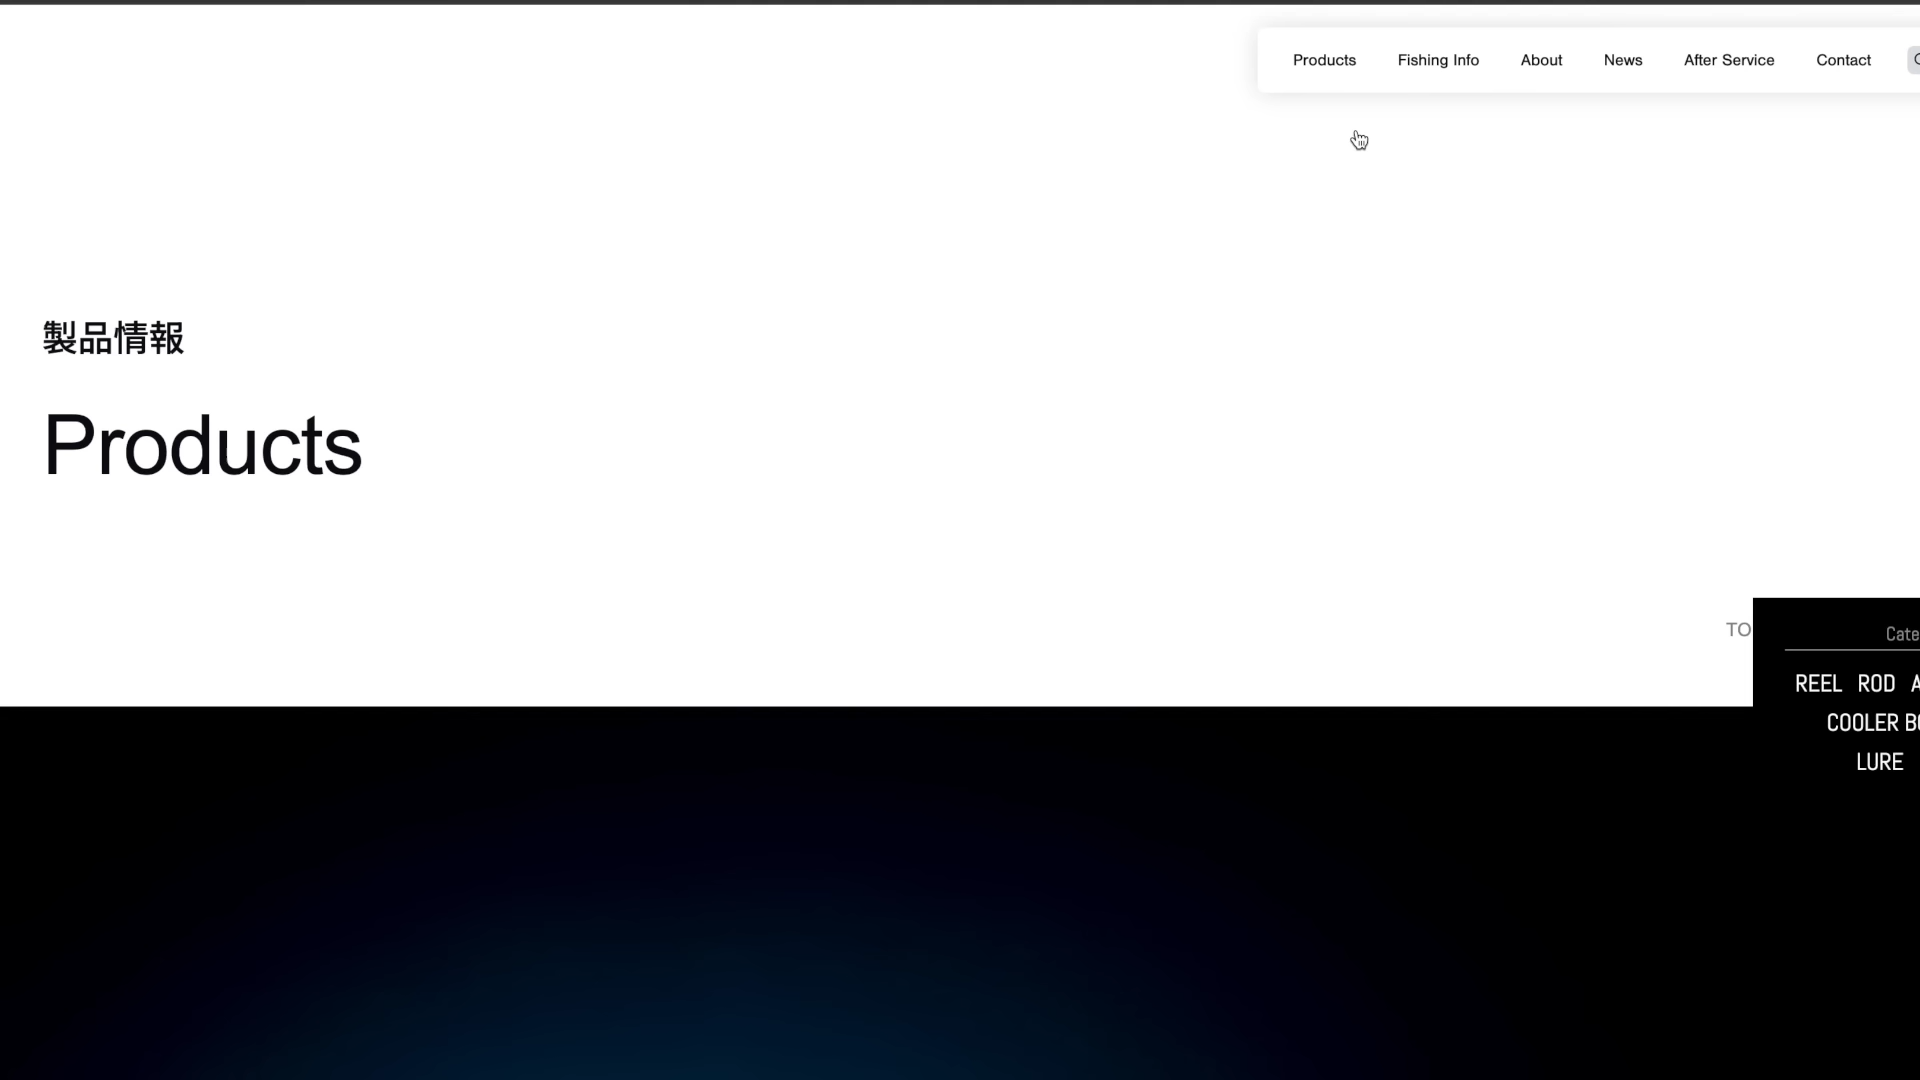 Products Fishing Info About News After Service Contact
製品情報
Products
TO
Cate
REEL ROD A
COOLER BO
LURE